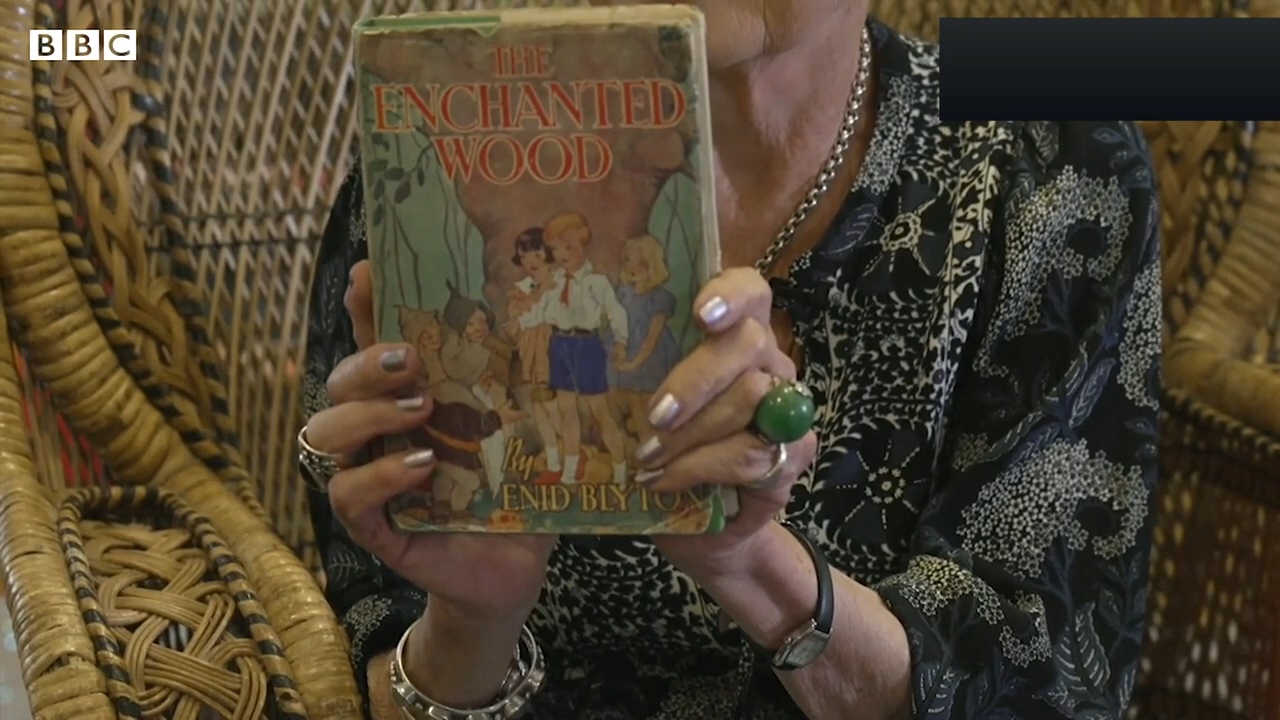 BBC
THE
ENCHANTED
WOOD
By
ENID BLYTON